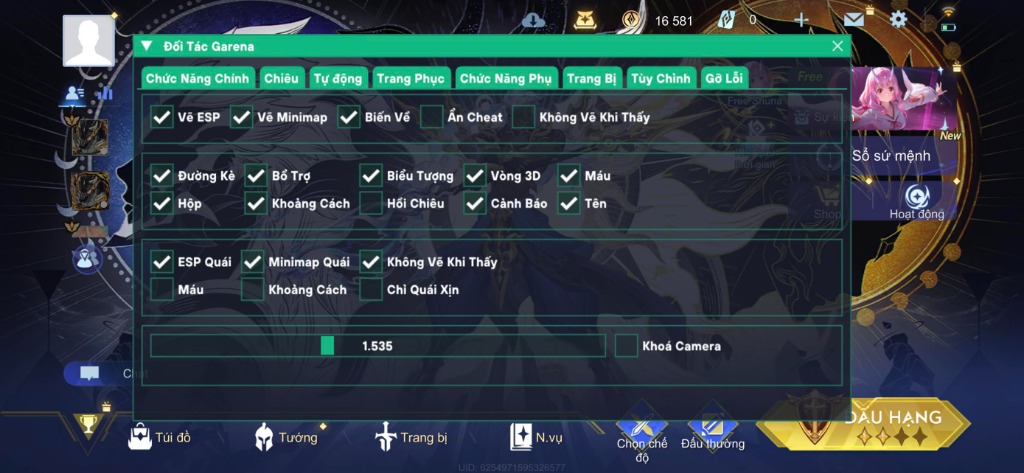 16 581
0
Đối Tác Garena
Chức Năng Chính
Chiêu
Tự động
Trang Phục
Chức Năng Phụ
Trang Bị
Tùy Chỉnh
Gỡ Lỗi
Free
Vẽ ESP
Vẽ Minimap
Biến Về
Ẩn Cheat
Không Vẽ Khi Thấy
New
Sổ sứ mệnh
Đường Kẻ
Bổ Trợ
Biểu Tượng
Vòng 3D
Máu
Hộp
Khoảng Cách
Hồi Chiêu
Cảnh Báo
Tên
Shop
Hoạt động
ESP Quái
Minimap Quái
Không Vẽ Khi Thấy
Máu
Khoảng Cách
Chỉ Quái Xịn
1.535
Khoá Camera
Túi đồ
Tướng
Trang bị
N.vụ
Chọn chế
độ
Đấu thường
ĐẤU HẠNG
UID: 6254971595326577